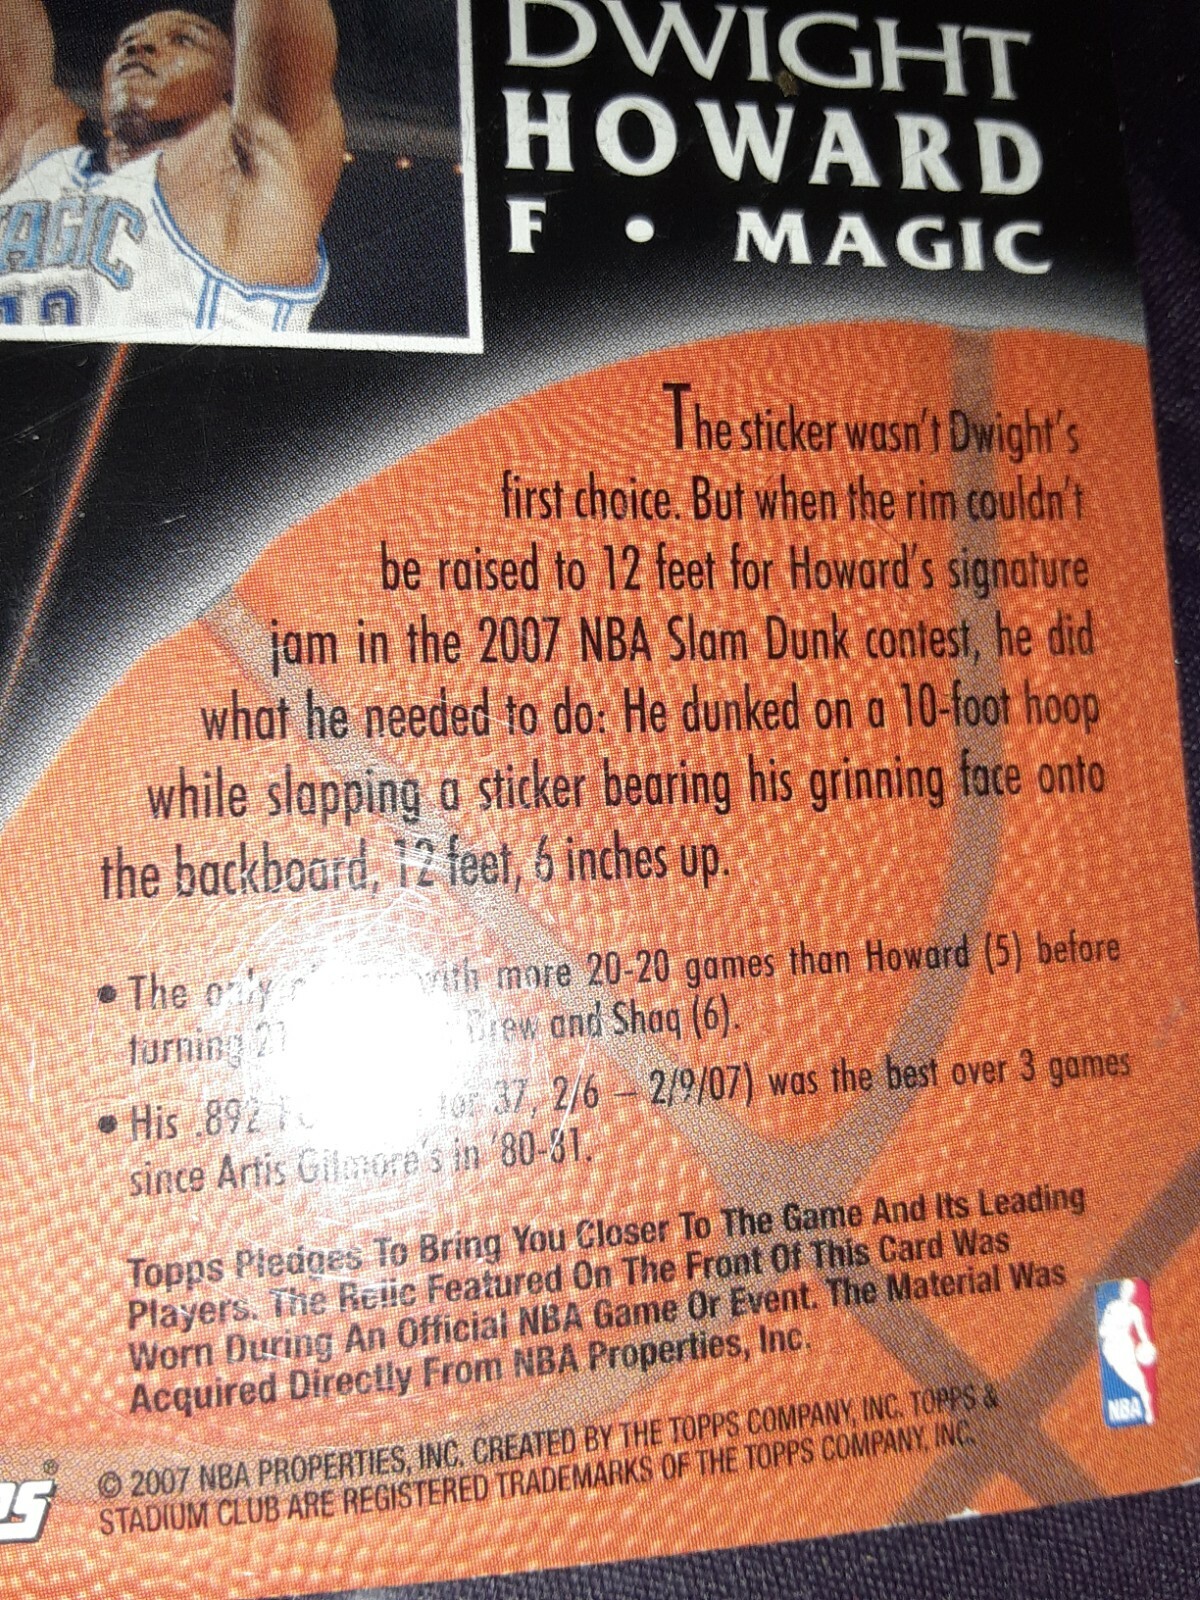 DWIGHT
HOWARD
F • MAGIC
MAGIC
12
The sticker wasn't Dwight's
first choice. But when the rim couldn't
be raised to 12 feet for Howard's signature
jam in the 2007 NBA Slam Dunk contest, he did
what he needed to do: He dunked on a 10-foot hoop
while slapping a sticker bearing his grinning face onto
the backboard, 12 feet, 6 inches up.
• The only with more 20-20 games than Howard (5) before
turning 21 Drew and Shaq (6).
• His .892 for 37, 2/6 – 2/9/07) was the best over 3 games
since Artis Gilmore's in '80-81.
Topps Pledges To Bring You Closer To The Game And Its Leading
Players. The Relic Featured On The Front Of This Card Was
Worn During An Official NBA Game Or Event. The Material Was
Acquired Directly From NBA Properties, Inc.
NBA
© 2007 NBA PROPERTIES, INC. CREATED BY THE TOPPS COMPANY, INC. TOPPS &
STADIUM CLUB ARE REGISTERED TRADEMARKS OF THE TOPPS COMPANY, INC.
PS®